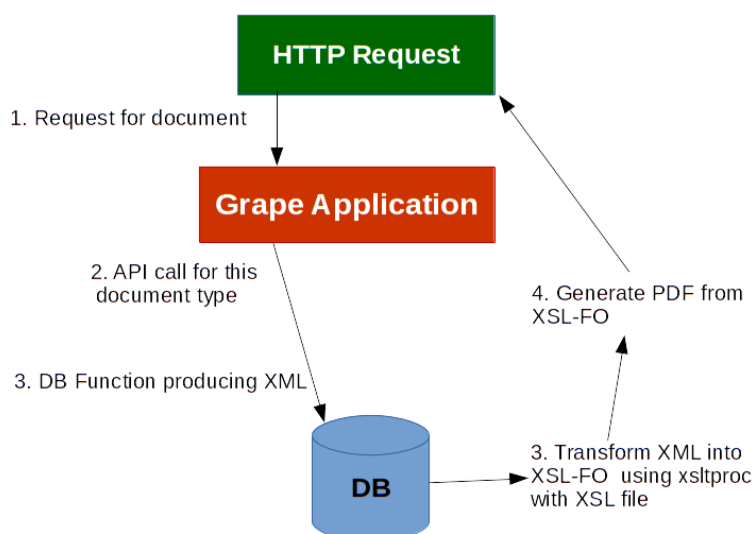 HTTP Request
1. Request for document
Grape Application
2. API call for this
document type
3. DB Function producing XML
DB
3. Transform XML into
XSL-FO  using xsltproc
with XSL file
4. Generate PDF from
XSL-FO